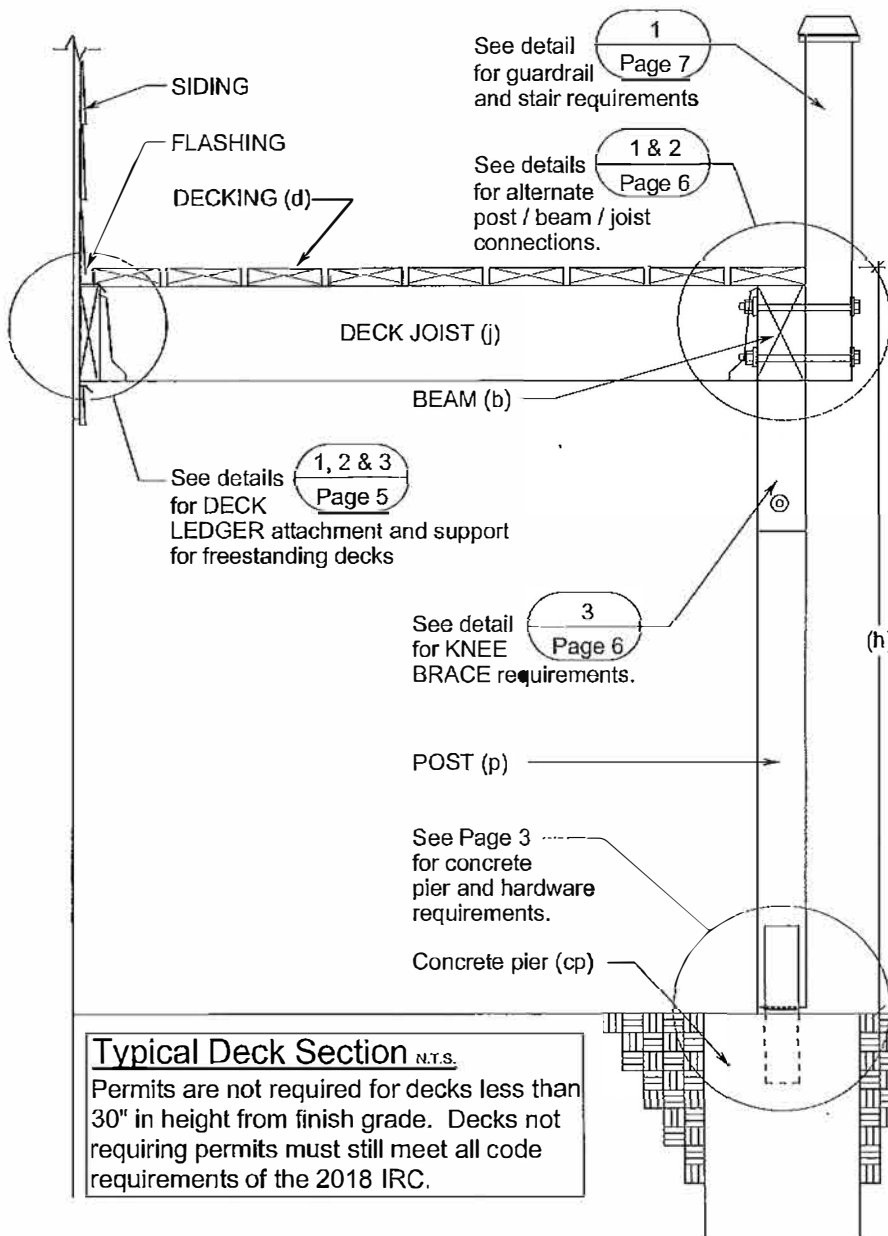 SIDING
FLASHING
DECKING (d)
See detail
for guardrail
and stair requirements
1
Page 7
See details
for alternate
post / beam / joist
connections.
1 & 2
Page 6
DECK JOIST (j)
BEAM (b)
See details
for DECK
LEDGER attachment and support
for freestanding decks
1, 2 & 3
Page 5
See detail
for KNEE
BRACE requirements.
3
Page 6
(h)
POST (p)
See Page 3
for concrete
pier and hardware
requirements.
Concrete pier (cp)
Typical Deck Section N.T.S.
Permits are not required for decks less than
30" in height from finish grade. Decks not
requiring permits must still meet all code
requirements of the 2018 IRC.